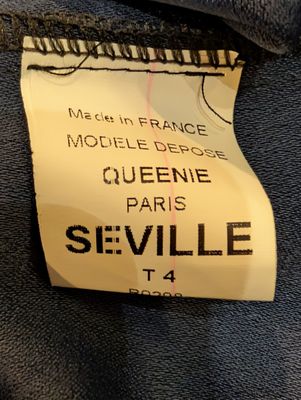 Made in FRANCE
MODELE DEPOSE
QUEENIE
PARIS
SEVILLE
T 4